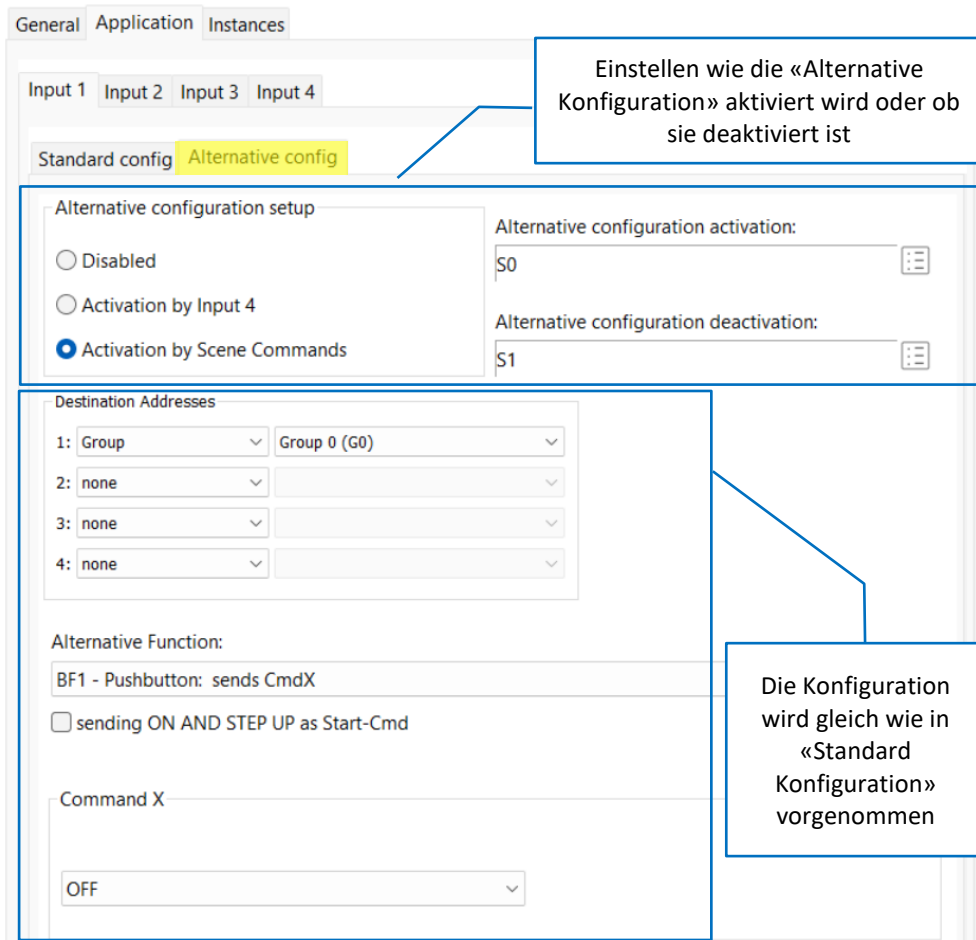 General Application Instances
Einstellen wie die «Alternative
Konfiguration» aktiviert wird oder ob
sie deaktiviert ist
Input 1 Input 2 Input 3 Input 4
Standard config Alternative config
Alternative configuration setup
Disabled
Activation by Input 4
Activation by Scene Commands
Alternative configuration activation:
S0
Alternative configuration deactivation:
S1
Destination Addresses
1: Group Group 0 (G0)
2: none
3: none
4: none
Alternative Function:
BF1 - Pushbutton: sends CmdX
sending ON AND STEP UP as Start-Cmd
Die Konfiguration
wird gleich wie in
«Standard
Konfiguration»
vorgenommen
Command X
OFF